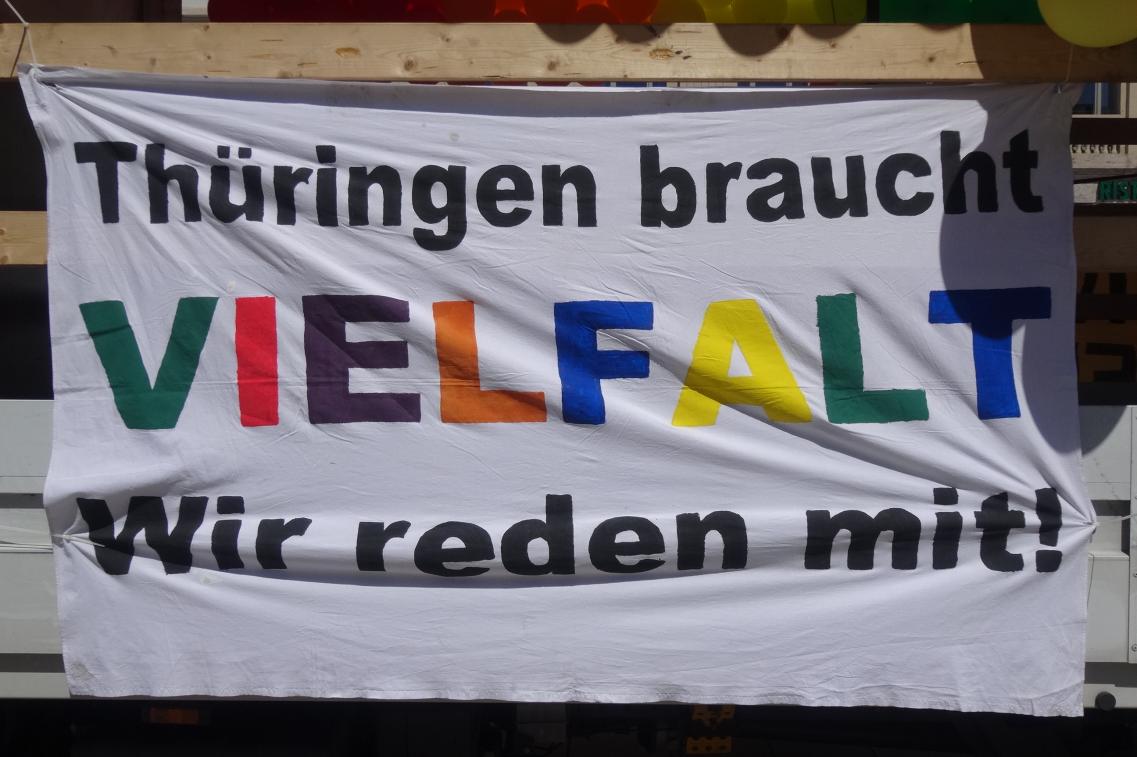 Thüringen braucht
VIELFALT
Wir reden mit!